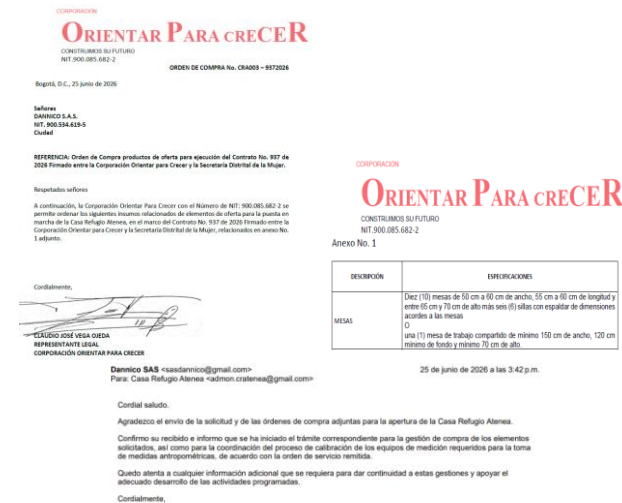 CORPORACIÓN
ORIENTAR PARA CRECER
CONSTRUIMOS SU FUTURO
NIT.900.085.682-2
ORDEN DE COMPRA No. CRA003 – 9372026
Bogotá, D.C., 25 junio de 2026
Señores
DANNICO S.A.S.
NIT. 900.534.619-5
Ciudad
REFERENCIA: Orden de Compra productos de oferta para ejecución del Contrato No. 937 de
2026 Firmado entre la Corporación Orientar para Crecer y la Secretaria Distrital de la Mujer.
Respetados señores
A continuación, la Corporación Orientar Para Crecer con el Número de NIT: 900.085.682-2 se
permite ordenar los siguientes insumos relacionados de elementos de oferta para la puesta en
marcha de la Casa Refugio Atenea, en el marco del Contrato No. 937 de 2026 Firmado entre la
Corporación Orientar para Crecer y la Secretaria Distrital de la Mujer, relacionados en anexo No.
1 adjunto.
Cordialmente,
CLAUDIO JOSÉ VEGA OJEDA
REPRESENTANTE LEGAL
CORPORACIÓN ORIENTAR PARA CRECER
CORPORACIÓN
ORIENTAR PARA CRECER
CONSTRUIMOS SU FUTURO
NIT.900.085.682-2
Anexo No. 1
DESCRIPCIÓN
ESPECIFICACIONES
MESAS
Diez (10) mesas de 50 cm a 60 cm de ancho, 55 cm a 60 cm de longitud y
entre 65 cm y 70 cm de alto más seis (6) sillas con espaldar de dimensiones
acordes a las mesas
O
una (1) mesa de trabajo compartido de mínimo 150 cm de ancho, 120 cm
mínimo de fondo y mínimo 70 cm de alto.
Dannico SAS <sasdannico@gmail.com>
25 de junio de 2026 a las 3:42 p.m.
Para: Casa Refugio Atenea <admon.cratenea@gmail.com>
Cordial saludo.
Agradezco el envío de la solicitud y de las órdenes de compra adjuntas para la apertura de la Casa Refugio Atenea.
Confirmo su recibido e informo que se ha iniciado el trámite correspondiente para la gestión de compra de los elementos
solicitados, así como para la coordinación del proceso de calibración de los equipos de medición requeridos para la toma
de medidas antropométricas, de acuerdo con la orden de servicio remitida.
Quedo atenta a cualquier información adicional que se requiera para dar continuidad a estas gestiones y apoyar el
adecuado desarrollo de las actividades programadas.
Cordialmente,